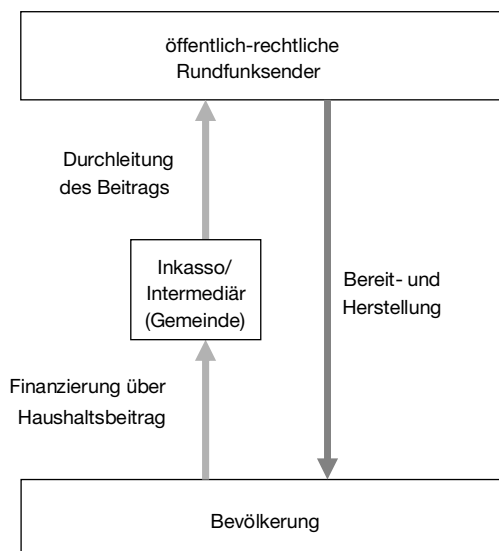 öffentlich-rechtliche
Rundfunksender
Durchleitung
des Beitrags
Inkasso/
Intermediär
(Gemeinde)
Bereit- und
Herstellung
Finanzierung über
Haushaltsbeitrag
Bevölkerung